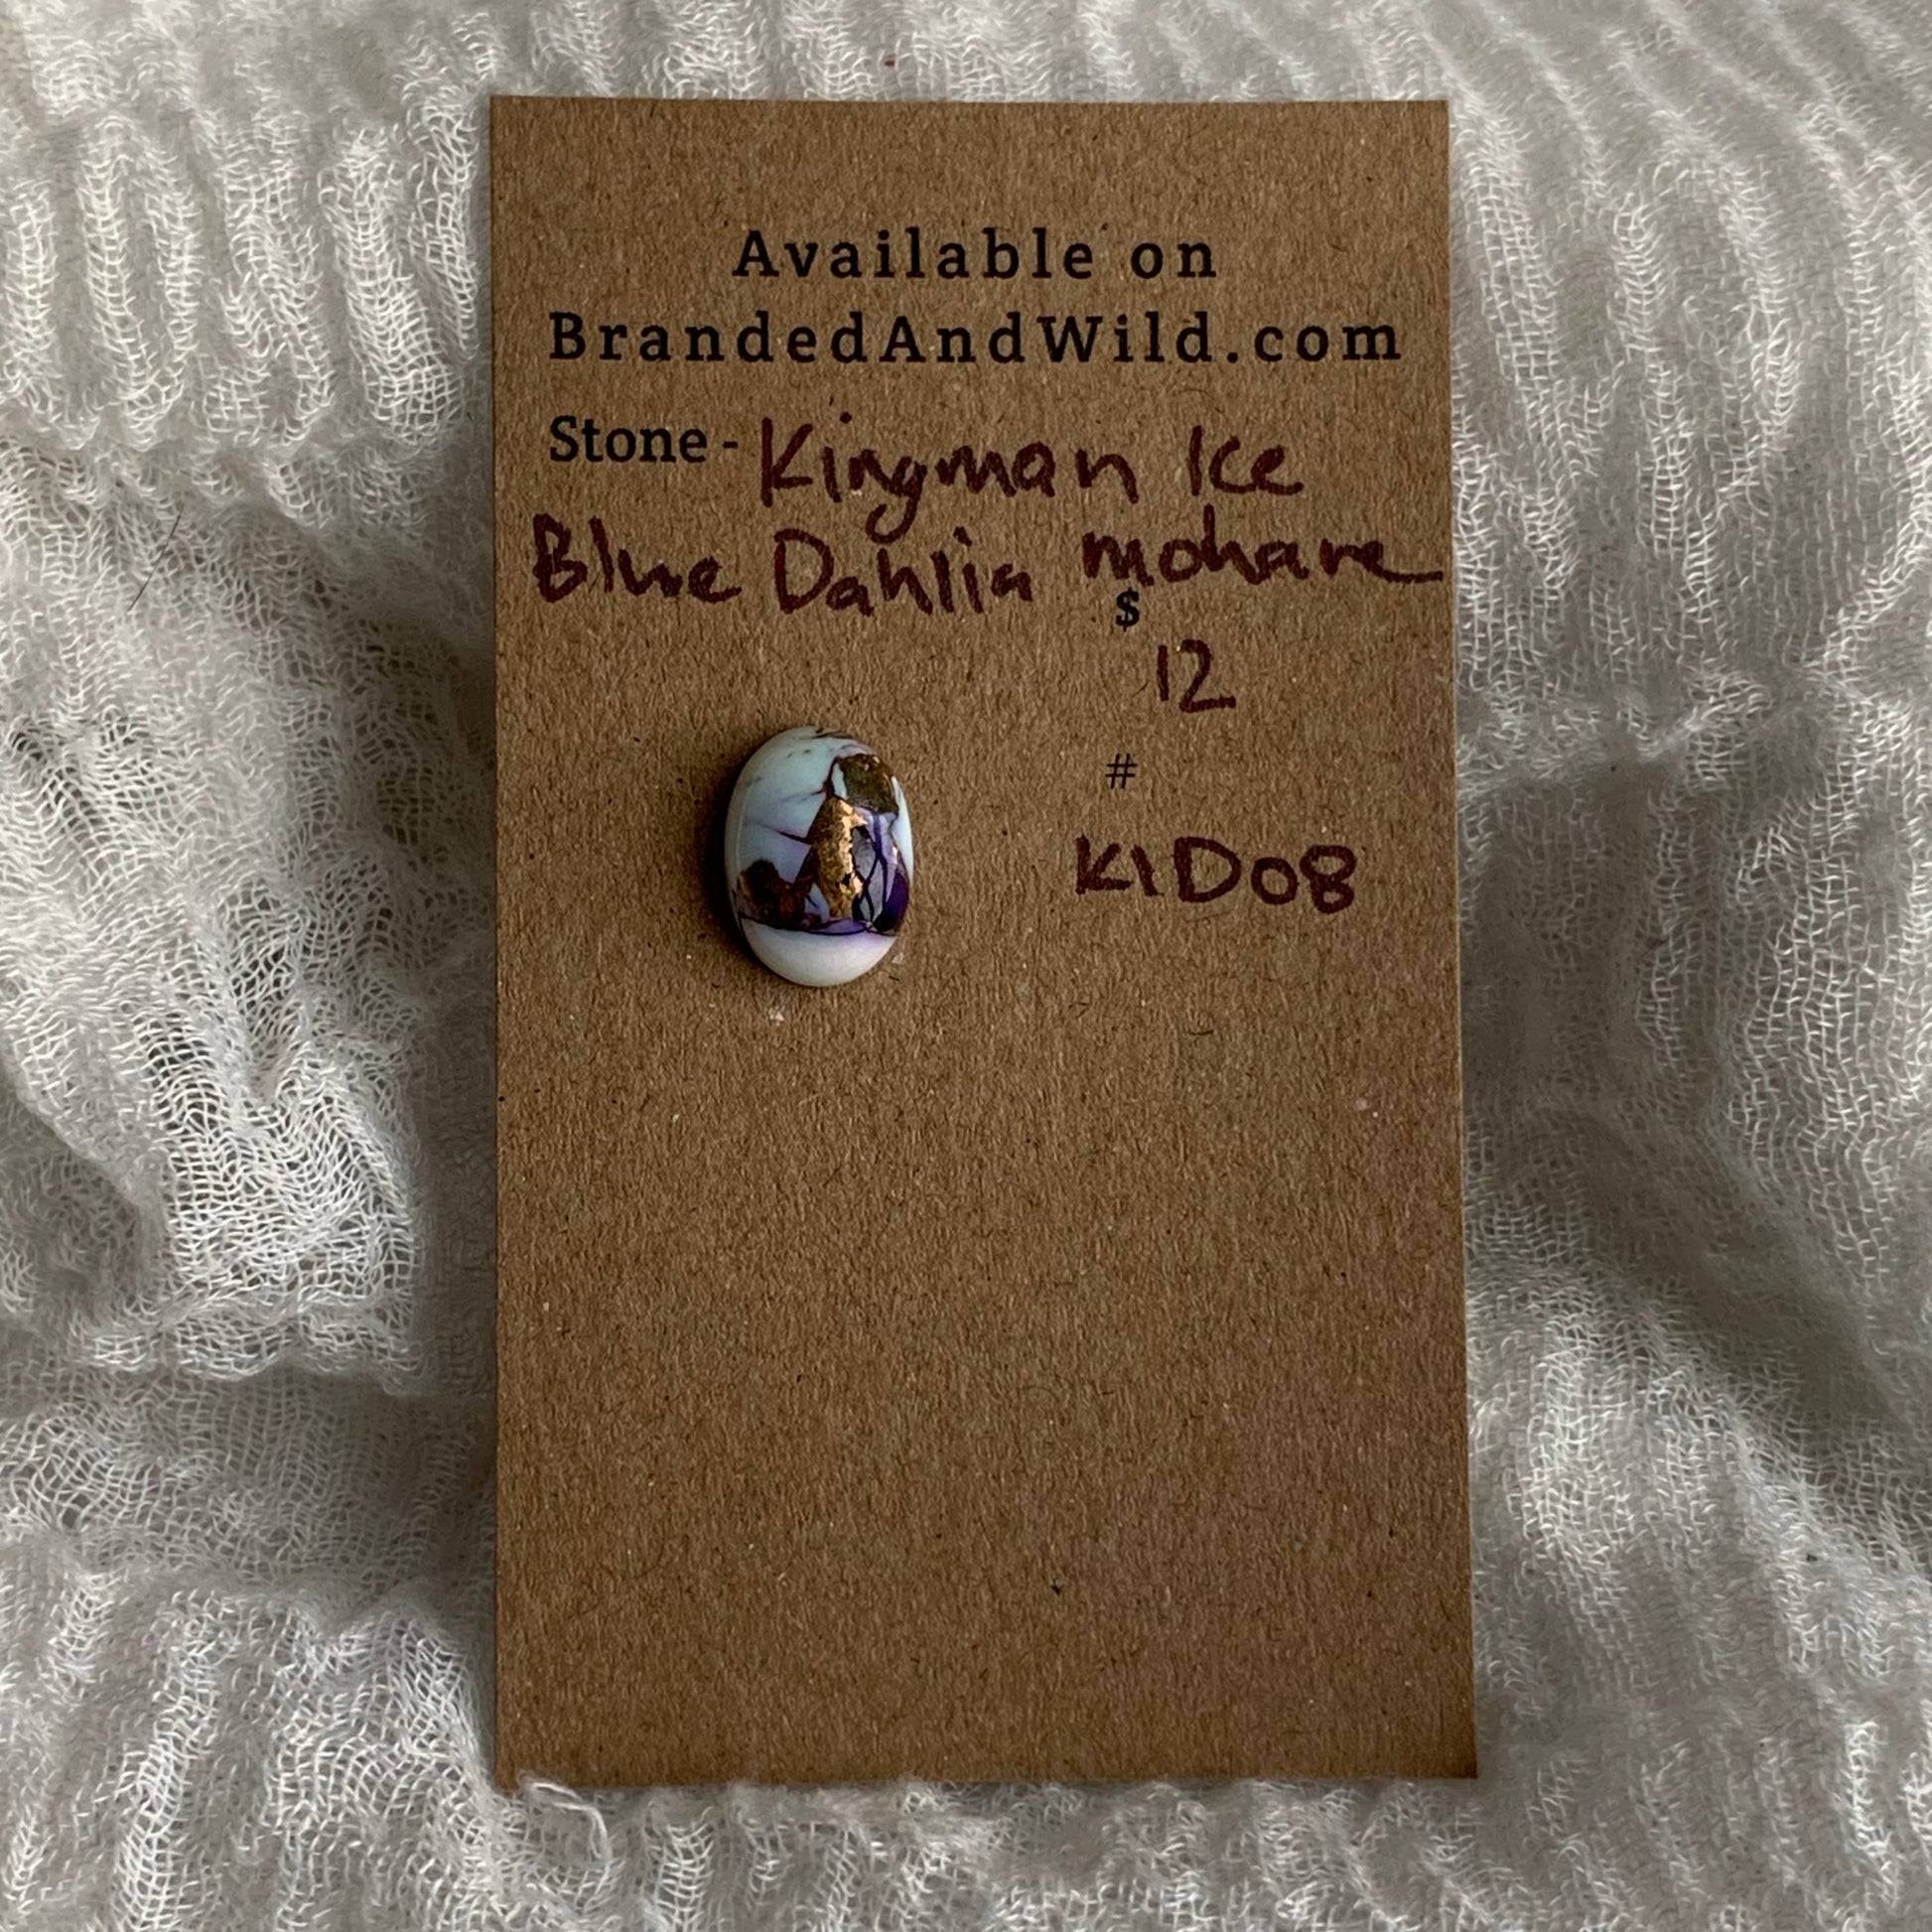 Available on
BrandedAndWild.com
Stone - Kingman Ice
Blue Dahlia mohave
$
12
#
KID08